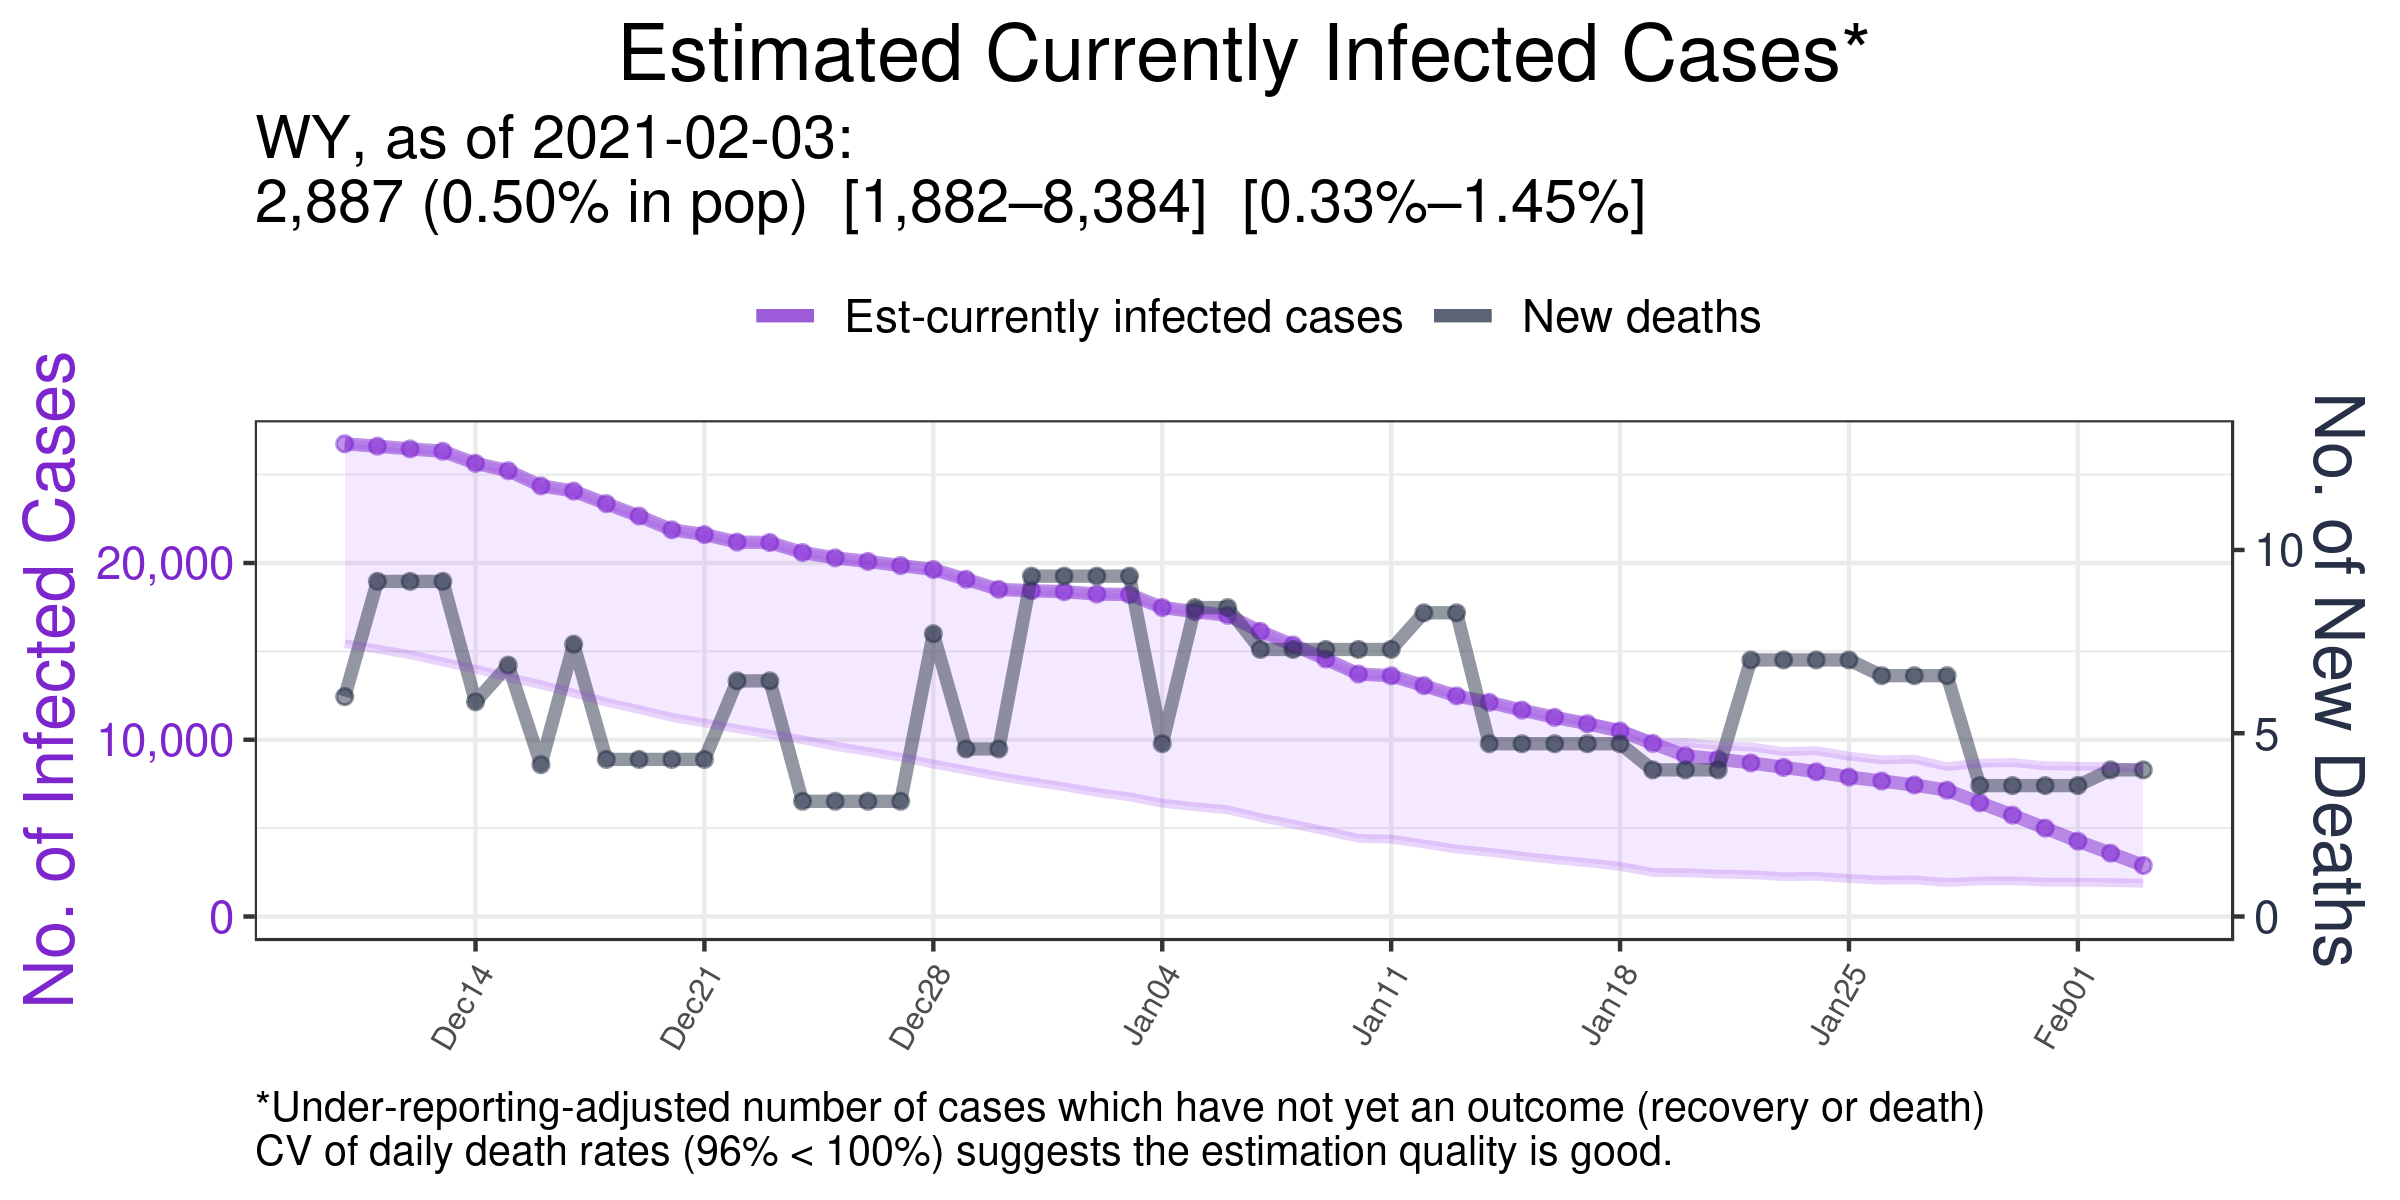 Estimated Currently Infected Cases*
WY, as of 2021-02-03:
2,887 (0.50% in pop)  [1,882–8,384]  [0.33%–1.45%]
Est-currently infected cases
New deaths
No. of Infected Cases
20,000
10,000
0
10
5
0
No. of New Deaths
Dec14
Dec21
Dec28
Jan04
Jan11
Jan18
Jan25
Feb01
*Under-reporting-adjusted number of cases which have not yet an outcome (recovery or death)
CV of daily death rates (96% < 100%) suggests the estimation quality is good.